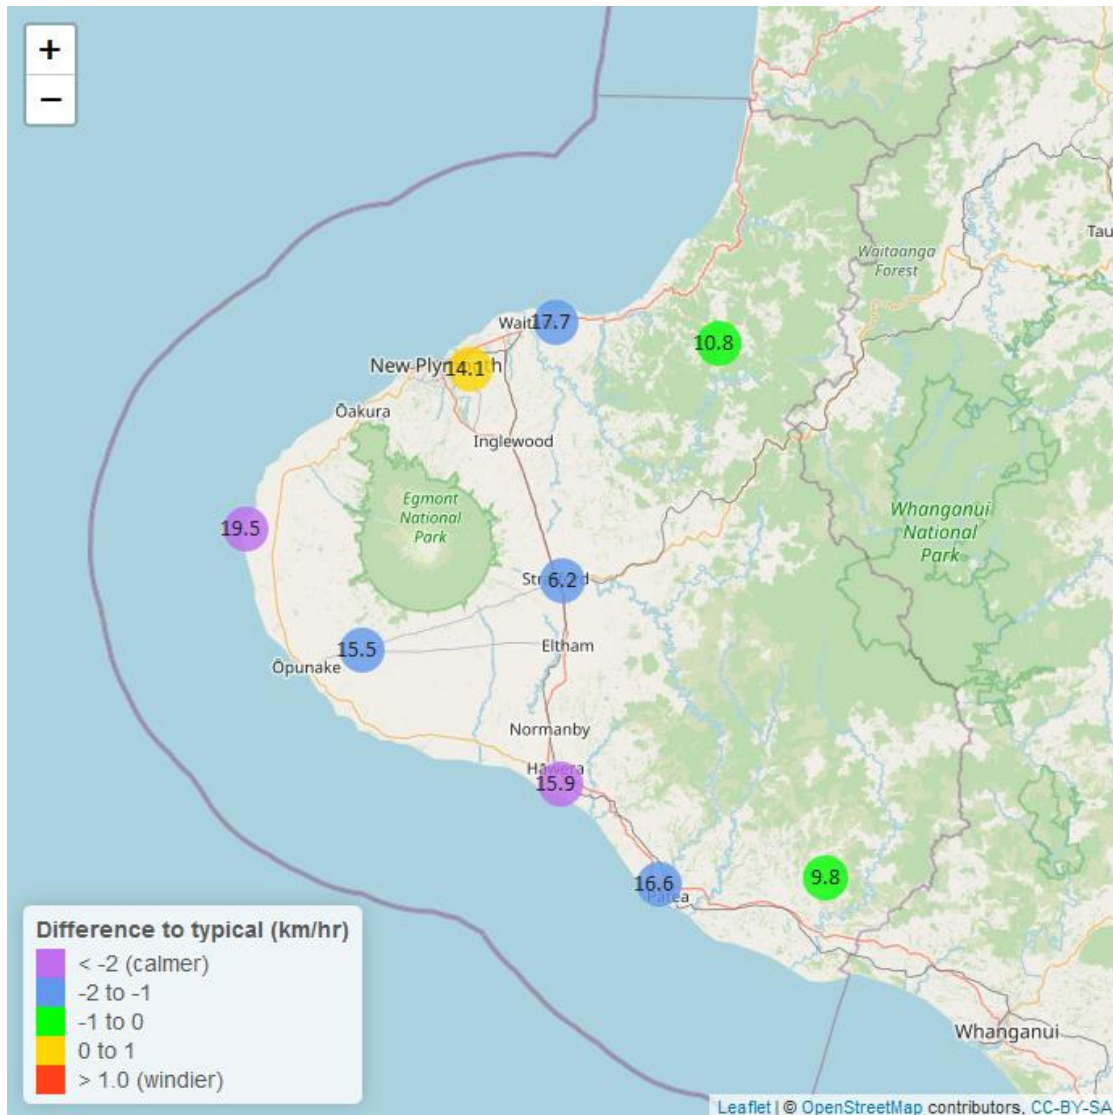 +
−
Tau
Waitaanga
Forest
17.7
10.8
New Plymouth
14.1
Ōakura
Inglewood
Egmont
National
Park
Whanganui
National
Park
19.5
6.2
15.5
Eltham
Ōpunake
Normanby
Hāwera
15.9
16.6
Patea
9.8
Whanganui
Difference to typical (km/hr)
< -2 (calmer)
-2 to -1
-1 to 0
0 to 1
> 1.0 (windier)
Leaflet | © OpenStreetMap contributors, CC-BY-SA